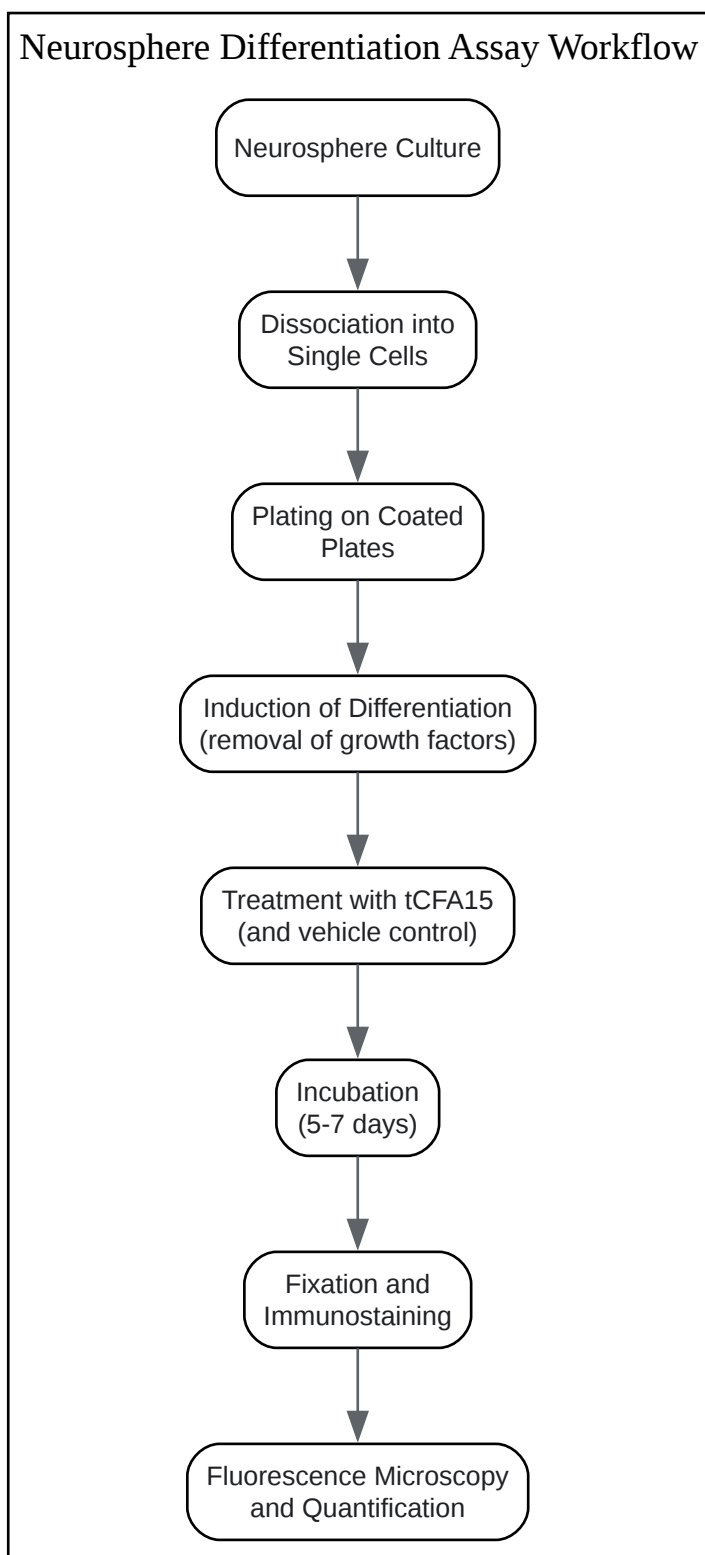 Neurosphere Differentiation Assay Workflow
Neurosphere Culture
Dissociation into
Single Cells
Plating on Coated
Plates
Induction of Differentiation
(removal of growth factors)
Treatment with tCFA15
(and vehicle control)
Incubation
(5-7 days)
Fixation and
Immunostaining
Fluorescence Microscopy
and Quantification